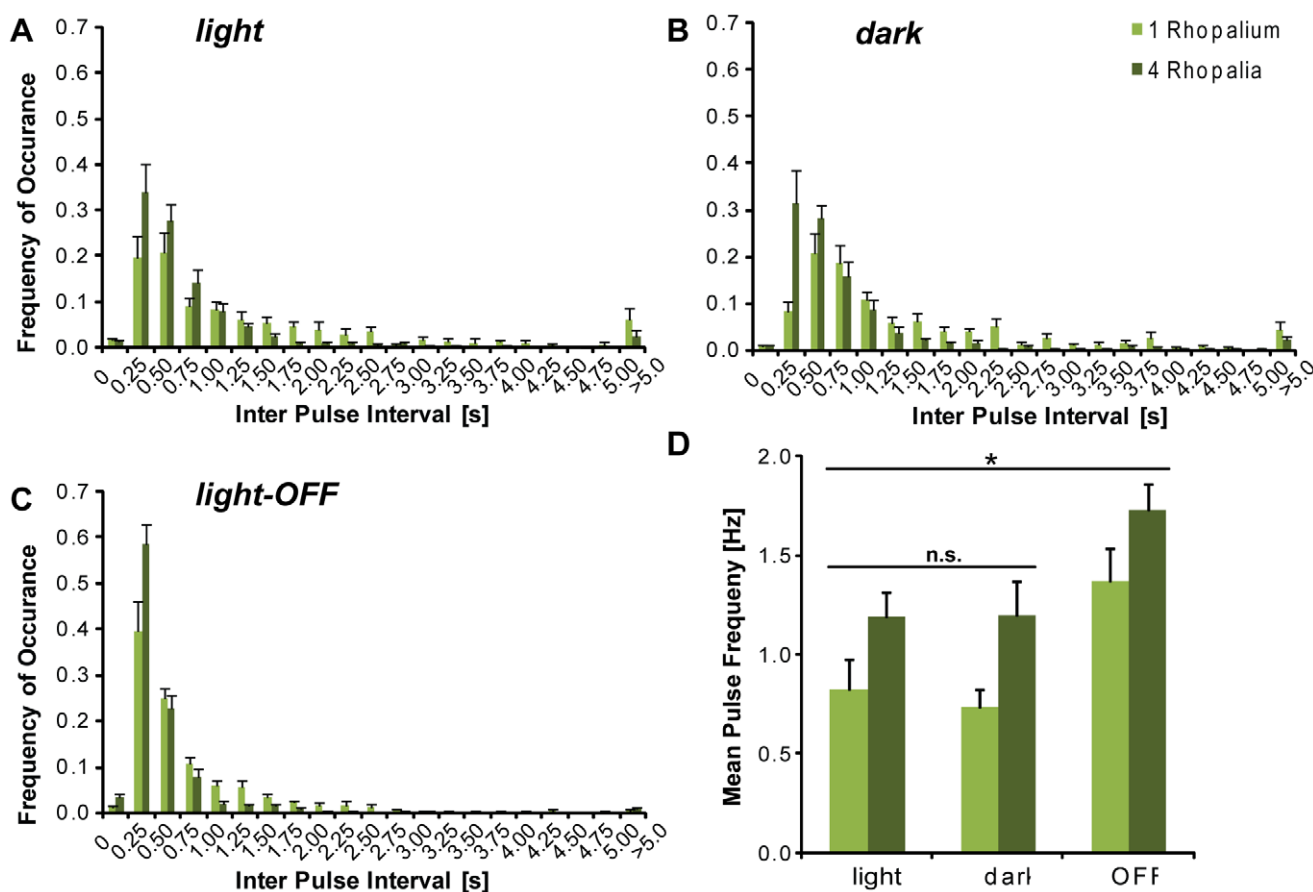 A
light
0.7
0.6
0.5
0.4
0.3
0.2
0.1
0.0
Frequency of Occurance
0 0.25 0.50 0.75 1.00 1.25 1.50 1.75 2.00 2.25 2.50 2.75 3.00 3.25 3.50 3.75 4.00 4.25 4.50 4.75 5.00 >5.0
Inter Pulse Interval [s]
B
dark
1 Rhopalium
4 Rhopalia
0.7
0.6
0.5
0.4
0.3
0.2
0.1
0.0
0 0.25 0.50 0.75 1.00 1.25 1.50 1.75 2.00 2.25 2.50 2.75 3.00 3.25 3.50 3.75 4.00 4.25 4.50 4.75 5.00 >5.0
Inter Pulse Interval [s]
C
light-OFF
0.7
0.6
0.5
0.4
0.3
0.2
0.1
0.0
Frequency of Occurance
0 0.25 0.50 0.75 1.00 1.25 1.50 1.75 2.00 2.25 2.50 2.75 3.00 3.25 3.50 3.75 4.00 4.25 4.50 4.75 5.00 >5.0
Inter Pulse Interval [s]
D
2.0
1.5
1.0
0.5
0.0
Mean Pulse Frequeny [Hz]
*
n.s.
light dark OFF